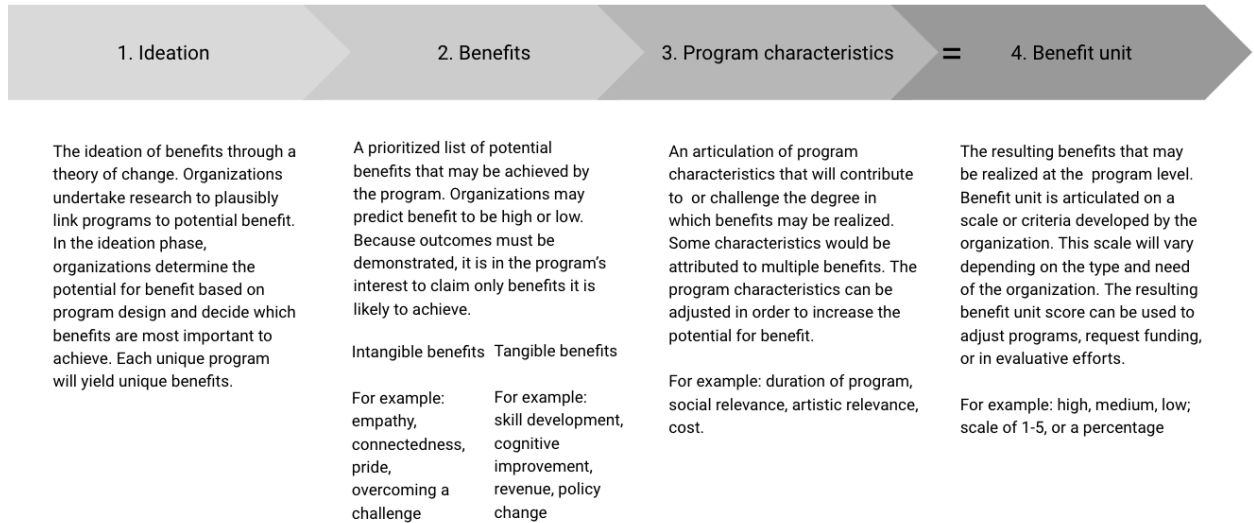 1. Ideation
2. Benefits
3. Program characteristics
=
4. Benefit unit
The ideation of benefits through a
theory of change. Organizations
undertake research to plausibly
link programs to potential benefit.
In the ideation phase,
organizations determine the
potential for benefit based on
program design and decide which
benefits are most important to
achieve. Each unique program
will yield unique benefits.
A prioritized list of potential
benefits that may be achieved by
the program. Organizations may
predict benefit to be high or low.
Because outcomes must be
demonstrated, it is in the program's
interest to claim only benefits it is
likely to achieve.
Intangible benefits
For example:
empathy,
connectedness,
pride,
overcoming a
challenge
Tangible benefits
For example:
skill development,
cognitive
improvement,
revenue, policy
change
An articulation of program
characteristics that will contribute
to or challenge the degree in
which benefits may be realized.
Some characteristics would be
attributed to multiple benefits. The
program characteristics can be
adjusted in order to increase the
potential for benefit.
For example: duration of program,
social relevance, artistic relevance,
cost.
The resulting benefits that may
be realized at the program level.
Benefit unit is articulated on a
scale or criteria developed by the
organization. This scale will vary
depending on the type and need
of the organization. The resulting
benefit unit score can be used to
adjust programs, request funding,
or in evaluative efforts.
For example: high, medium, low;
scale of 1-5, or a percentage